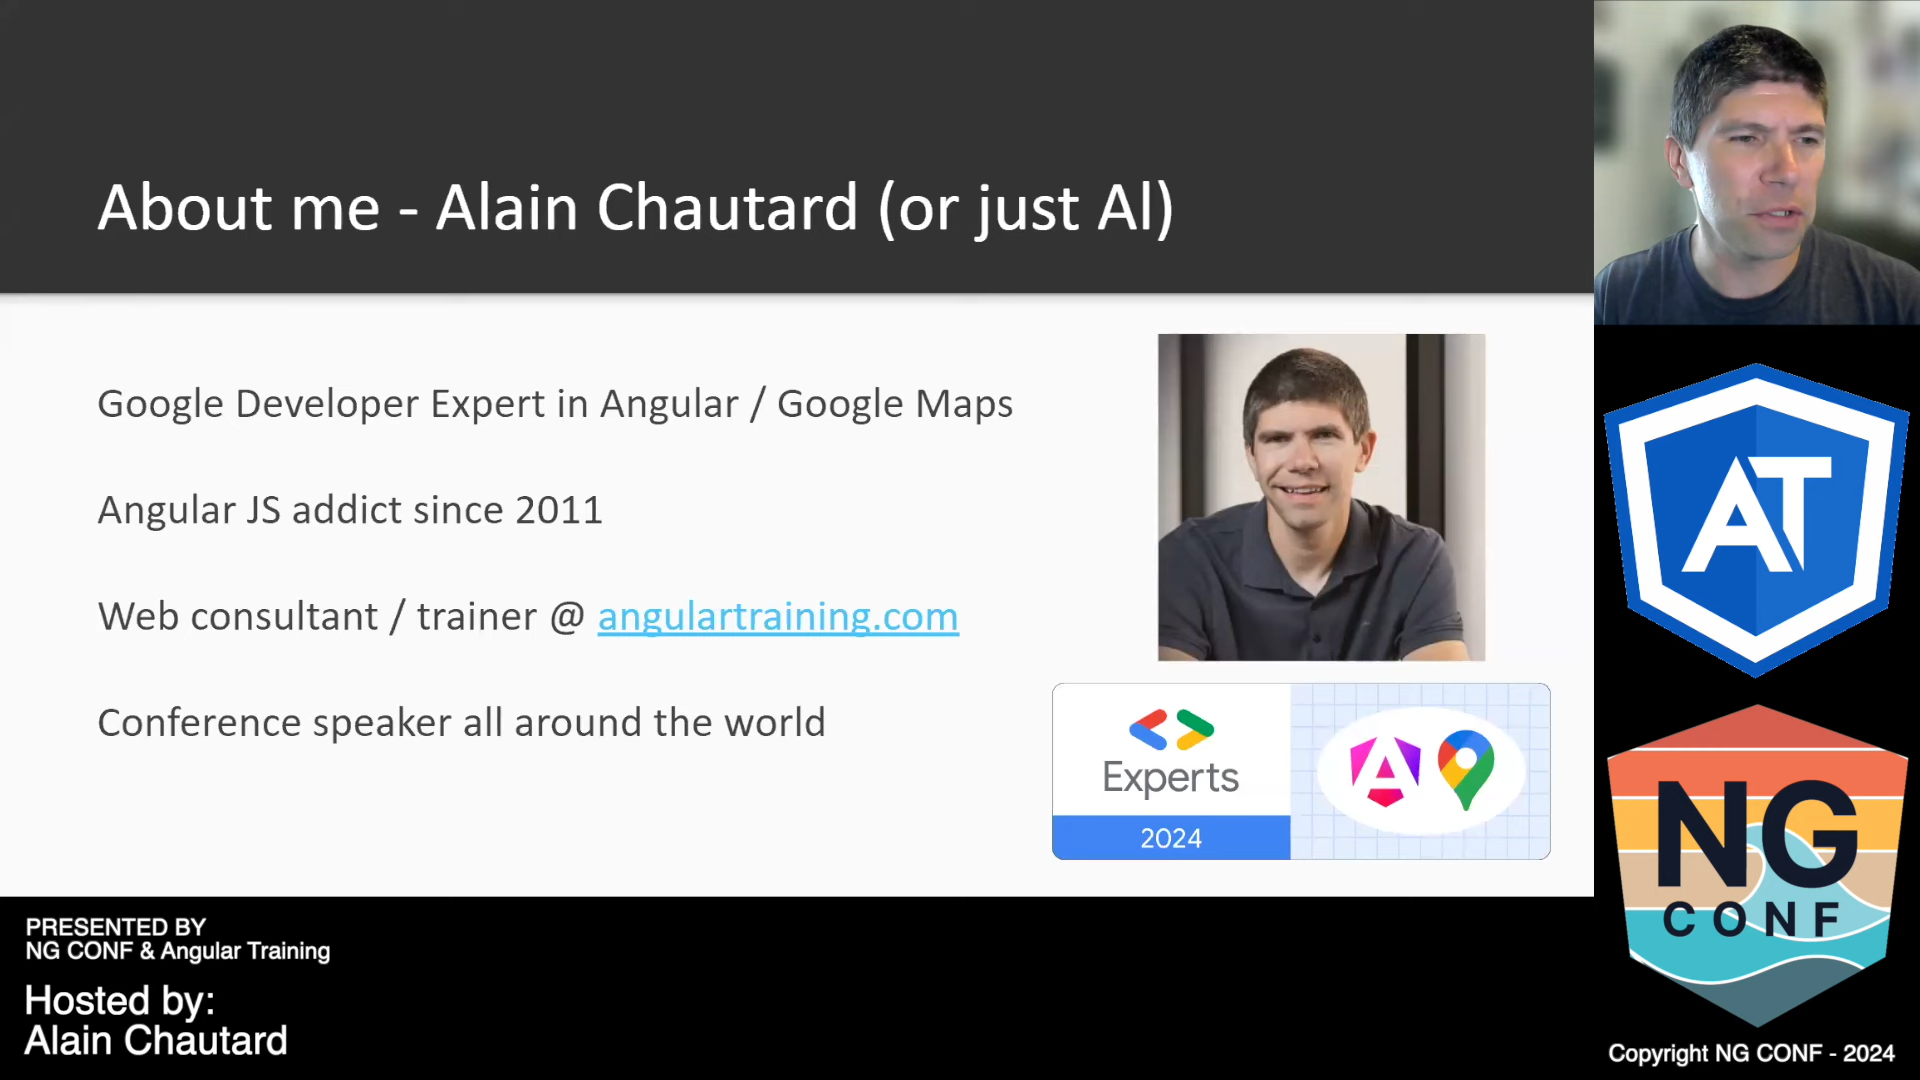 About me - Alain Chautard (or just Al)
Google Developer Expert in Angular / Google Maps
Angular JS addict since 2011
Web consultant / trainer @ angulartraining.com
Conference speaker all around the world
Experts
2024
AT
NG
CONF
PRESENTED BY
NG CONF & Angular Training
Hosted by:
Alain Chautard
Copyright NG CONF - 2024